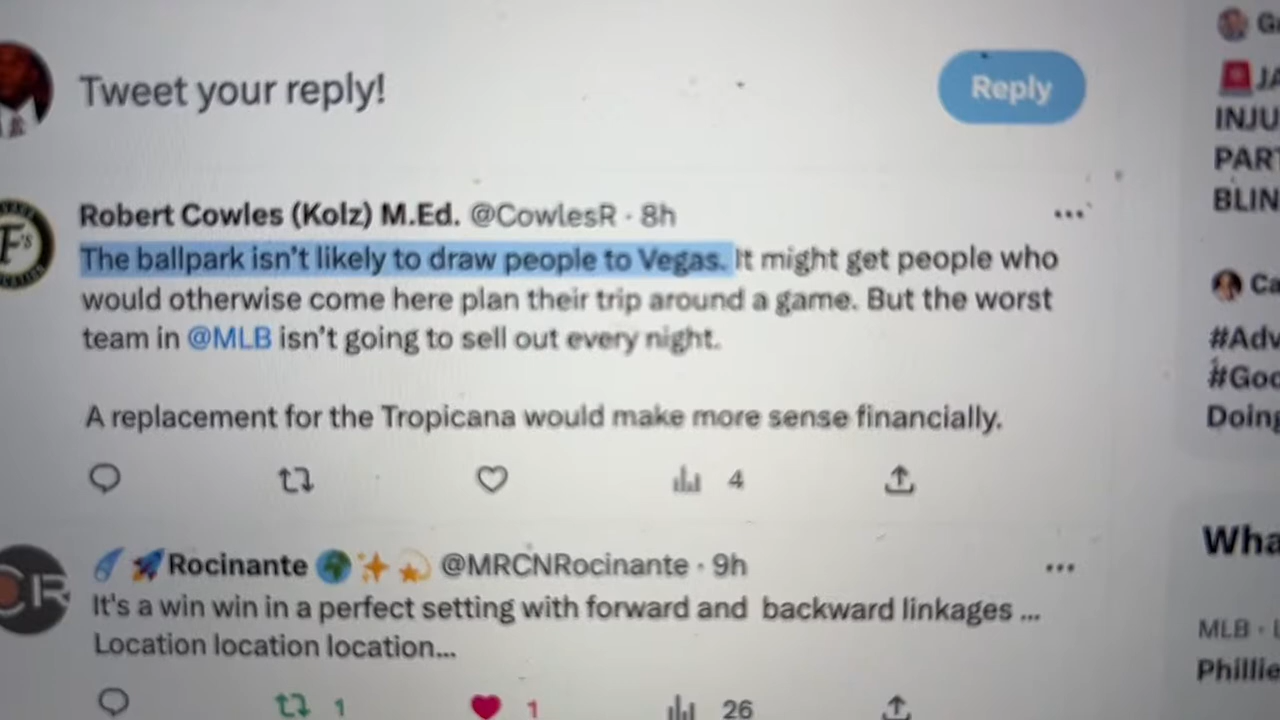 Tweet your reply!
Reply
Robert Cowles (Kolz) M.Ed. @CowlesR · 8h
The ballpark isn't likely to draw people to Vegas. It might get people who
would otherwise come here plan their trip around a game. But the worst
team in @MLB isn't going to sell out every night.
A replacement for the Tropicana would make more sense financially.
4
Rocinante @MRCNRocinante · 9h
It's a win win in a perfect setting with forward and backward linkages ...
Location location location...
1 1 26
INJU
PART
BLIN
#Adv
#Goo
Doing
Wha
MLB ·
Phillie